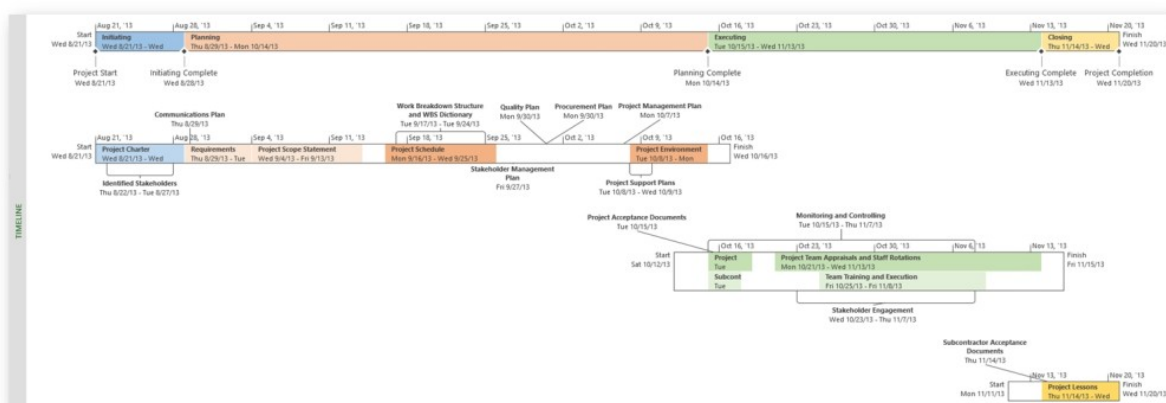 TIMELINE
Aug 21, '13 Aug 28, '13 Sep 4, '13 Sep 11, '13 Sep 18, '13 Sep 25, '13 Oct 2, '13 Oct 9, '13 Oct 16, '13 Oct 23, '13 Oct 30, '13 Nov 6, '13 Nov 13, '13 Nov 20, '13
Start
Wed 8/21/13
Initiating
Wed 8/21/13 - Wed
Planning
Thu 8/29/13 - Mon 10/14/13
Executing
Tue 10/15/13 - Wed 11/13/13
Closing
Thu 11/14/13 - Wed
Finish
Wed 11/20/13
Project Start
Wed 8/21/13
Initiating Complete
Wed 8/28/13
Planning Complete
Mon 10/14/13
Executing Complete
Wed 11/13/13
Project Completion
Wed 11/20/13
Communications Plan
Thu 8/29/13
Work Breakdown Structure
and WBS Dictionary
Tue 9/17/13 - Tue 9/24/13
Quality Plan
Mon 9/30/13
Procurement Plan
Mon 9/30/13
Project Management Plan
Mon 10/7/13
Aug 21, '13 Aug 28, '13 Sep 4, '13 Sep 11, '13 Sep 18, '13 Sep 25, '13 Oct 2, '13 Oct 9, '13 Oct 16, '13
Start
Wed 8/21/13
Project Charter
Wed 8/21/13 - Wed
Requirements
Thu 8/29/13 - Tue
Project Scope Statement
Wed 9/4/13 - Fri 9/13/13
Project Schedule
Mon 9/16/13 - Wed 9/25/13
Project Environment
Tue 10/8/13 - Mon
Finish
Wed 10/16/13
Identified Stakeholders
Thu 8/22/13 - Tue 8/27/13
Stakeholder Management
Plan
Fri 9/27/13
Project Support Plans
Tue 10/8/13 - Wed 10/9/13
Project Acceptance Documents
Tue 10/15/13
Monitoring and Controlling
Tue 10/15/13 - Thu 11/7/13
Oct 16, '13 Oct 23, '13 Oct 30, '13 Nov 6, '13 Nov 13, '13
Start
Sat 10/12/13
Project
Tue
Project Team Appraisals and Staff Rotations
Mon 10/21/13 - Wed 11/13/13
Subcont
Tue
Team Training and Execution
Fri 10/25/13 - Fri 11/8/13
Finish
Fri 11/15/13
Stakeholder Engagement
Wed 10/23/13 - Thu 11/7/13
Subcontractor Acceptance
Documents
Thu 11/14/13
Nov 13, '13 Nov 20, '13
Start
Mon 11/11/13
Project Lessons
Thu 11/14/13 - Wed
Finish
Wed 11/20/13